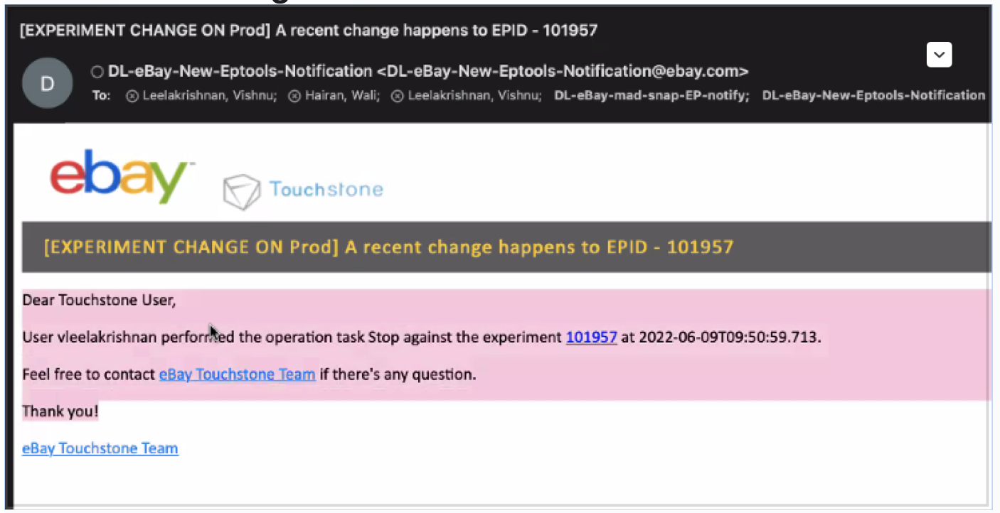 [EXPERIMENT CHANGE ON Prod] A recent change happens to EPID - 101957
D
DL-eBay-New-Eptools-Notification <DL-eBay-New-Eptools-Notification@ebay.com>
To: Leelakrishnan, Vishnu; Hairan, Wali; Leelakrishnan, Vishnu; DL-eBay-mad-snap-EP-notify; DL-eBay-New-Eptools-Notification
ebay
Touchstone
[EXPERIMENT CHANGE ON Prod] A recent change happens to EPID - 101957
Dear Touchstone User,
User vleelakrishnan performed the operation task Stop against the experiment 101957 at 2022-06-09T09:50:59.713.
Feel free to contact eBay Touchstone Team if there's any question.
Thank you!
eBay Touchstone Team